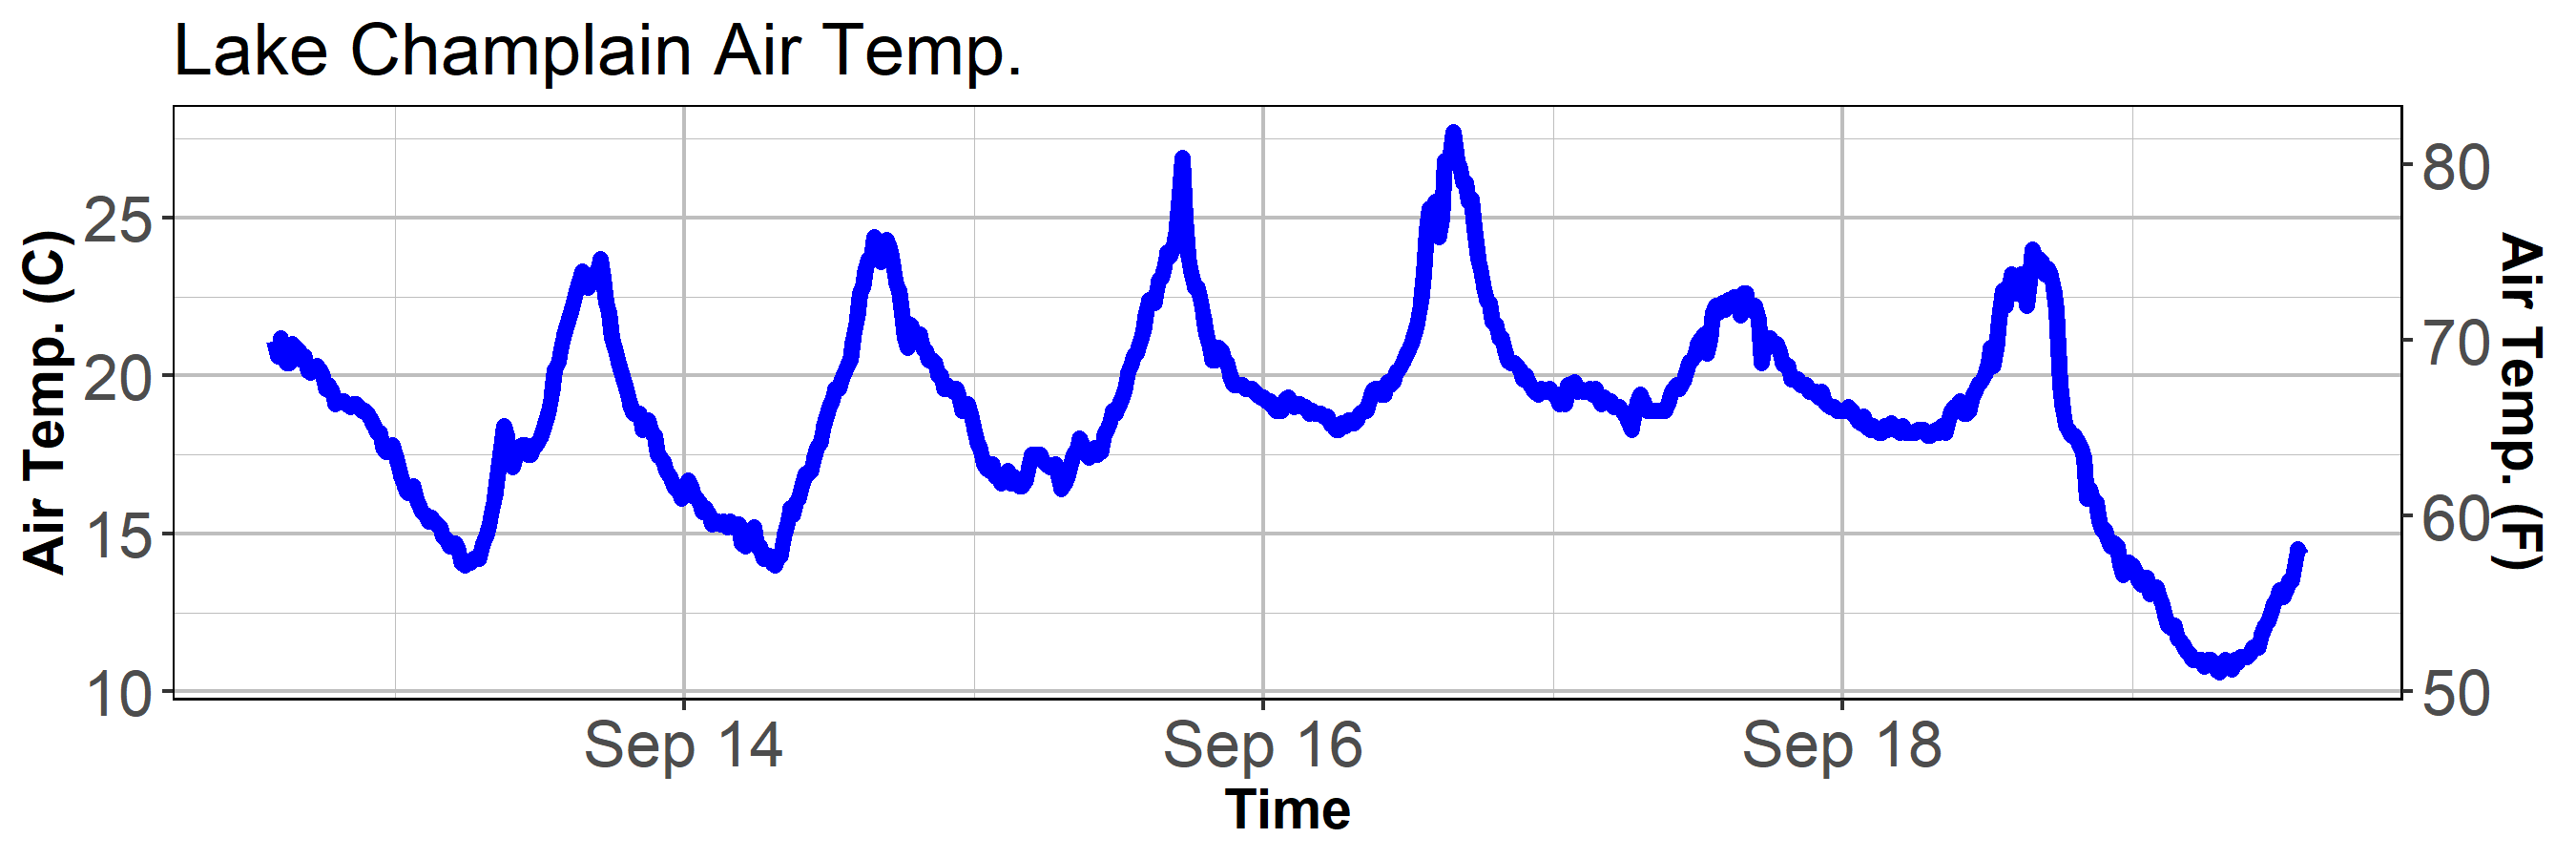 Lake Champlain Air Temp.
Air Temp. (C)
25
20
15
10
80
70
60
50
Air Temp. (F)
Sep 14
Sep 16
Sep 18
Time